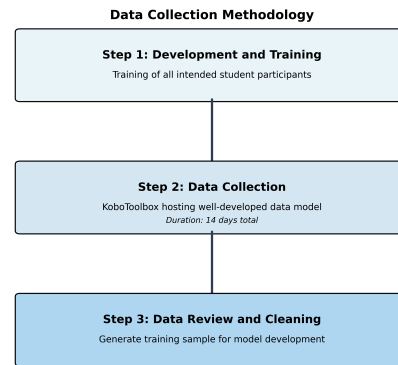 Data Collection Methodology
Step 1: Development and Training
Training of all intended student participants
Step 2: Data Collection
KoboToolbox hosting well-developed data model
Duration: 14 days total
Step 3: Data Review and Cleaning
Generate training sample for model development